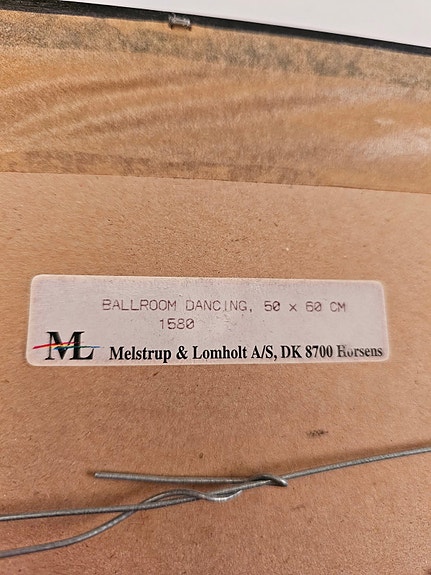 BALLROOM DANCING, 50 x 60 CM
1580
ML Melstrup & Lomholt A/S, DK 8700 Horsens